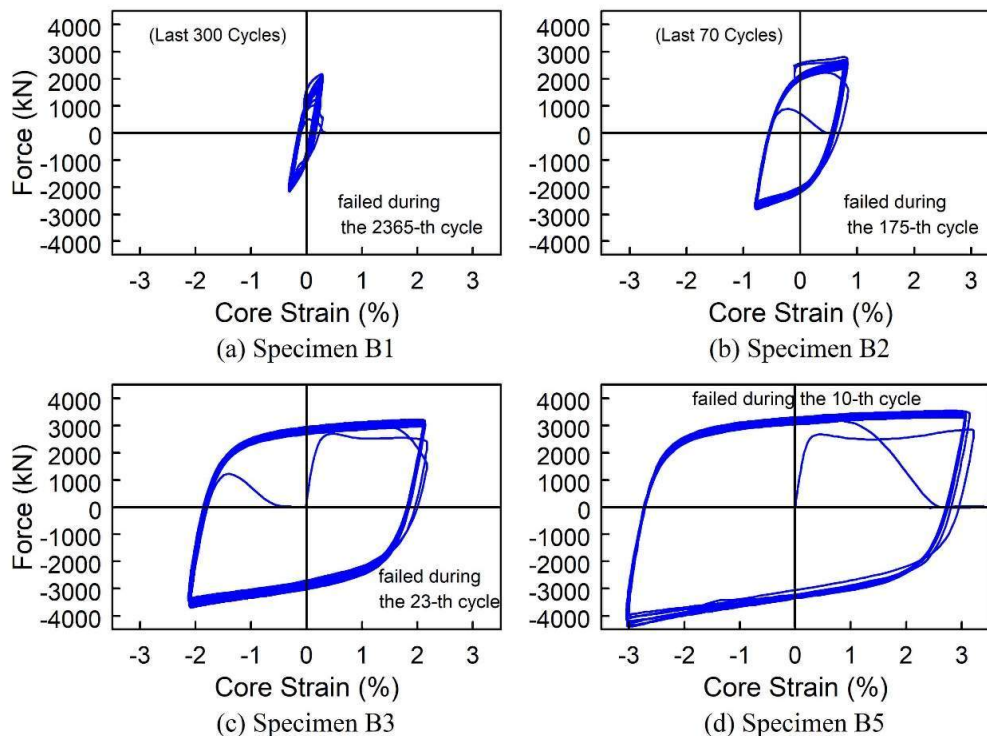 (Last 300 Cycles)
4000
3000
2000
1000
0
-1000
-2000
-3000
-4000
Force (kN)
failed during
the 2365-th cycle
-3 -2 -1 0 1 2 3
Core Strain (%)
(a) Specimen B1
(Last 70 Cycles)
4000
3000
2000
1000
0
-1000
-2000
-3000
-4000
failed during
the 175-th cycle
-3 -2 -1 0 1 2 3
Core Strain (%)
(b) Specimen B2
4000
3000
2000
1000
0
-1000
-2000
-3000
-4000
Force (kN)
failed during
the 23-th cycle
-3 -2 -1 0 1 2 3
Core Strain (%)
(c) Specimen B3
failed during the 10-th cycle
4000
3000
2000
1000
0
-1000
-2000
-3000
-4000
-3 -2 -1 0 1 2 3
Core Strain (%)
(d) Specimen B5